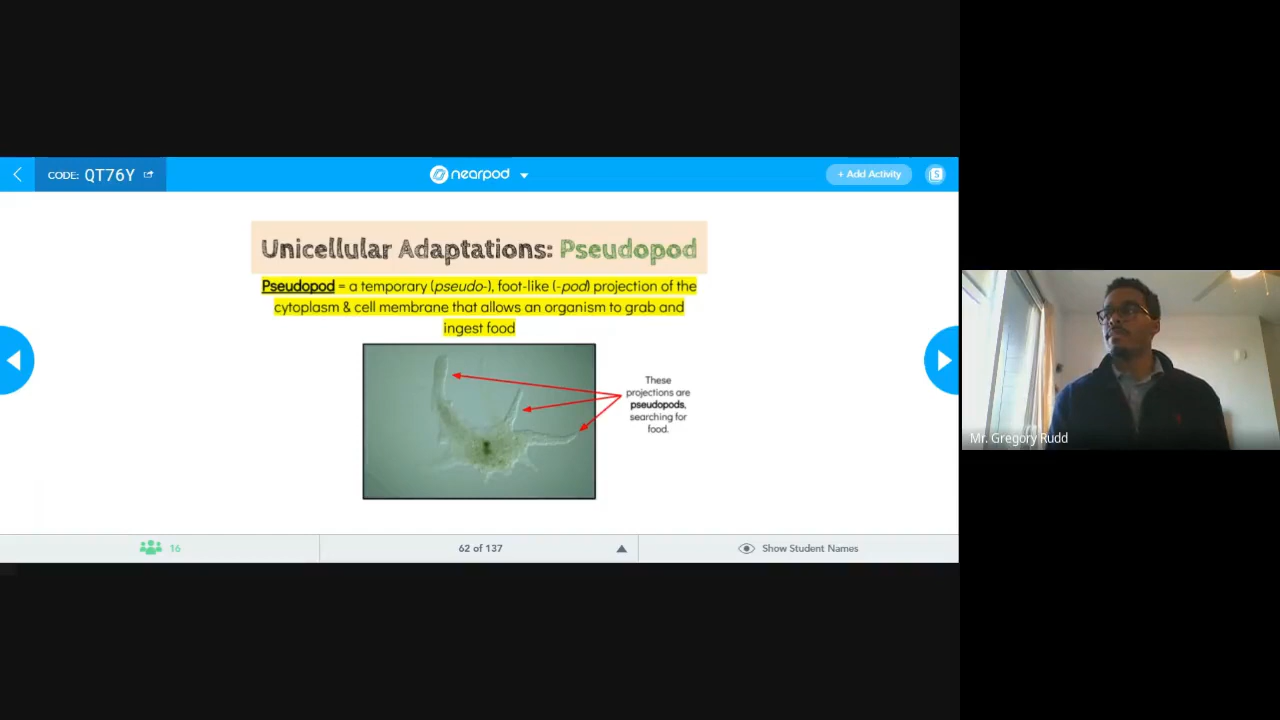 CODE: QT76Y
nearpod
+ Add Activity
S
Unicellular Adaptations: Pseudopod
Pseudopod = a temporary (pseudo-), foot-like (-pod) projection of the
cytoplasm & cell membrane that allows an organism to grab and
ingest food
These
projections are
pseudopods,
searching for
food.
Mr. Gregory Rudd
16
62 of 137
Show Student Names